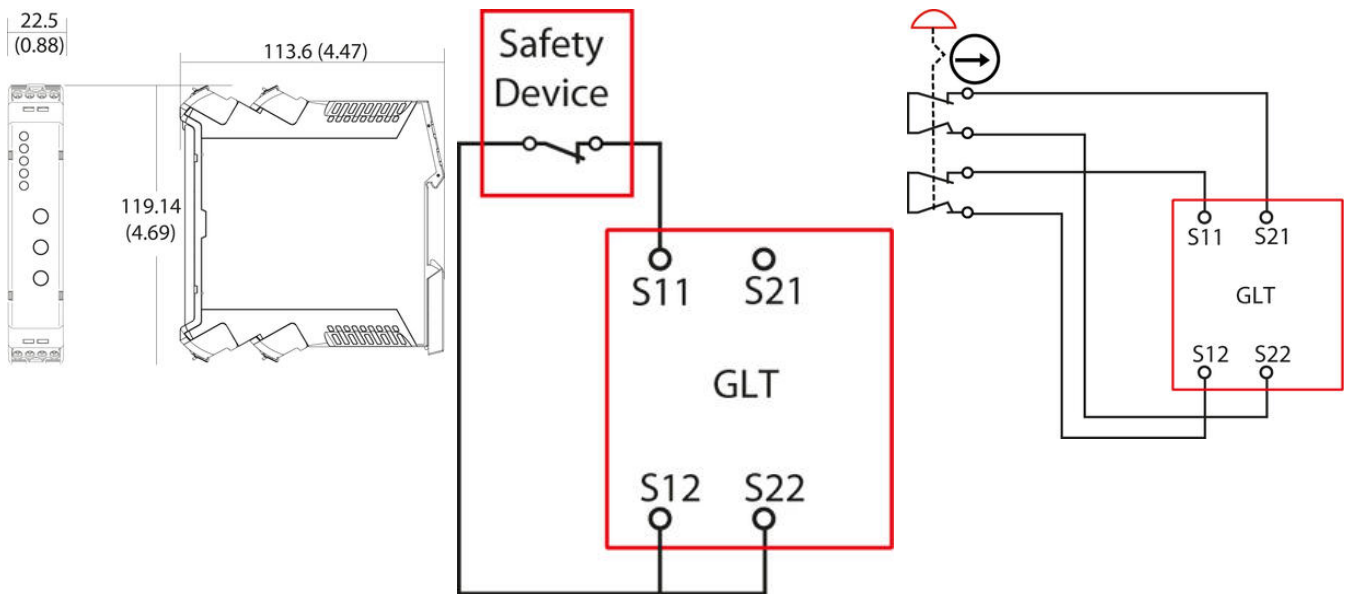 22.5
(0.88)
113.6 (4.47)
119.14
(4.69)
Safety
Device
S11 S21
GLT
S12 S22
S11 S21
GLT
S12 S22